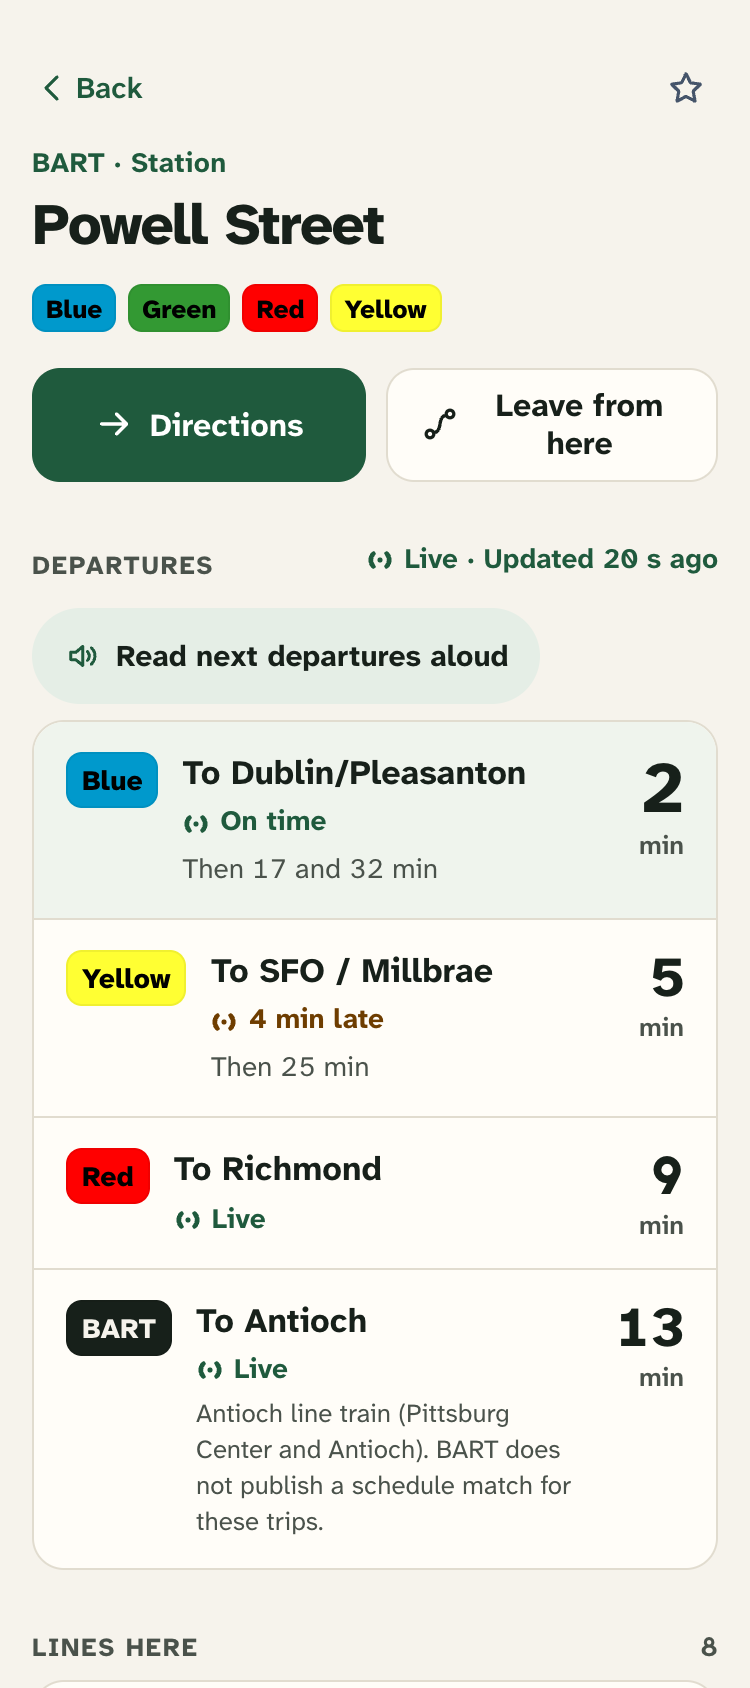 Back
BART · Station
Powell Street
Blue Green Red Yellow
Directions
Leave from
here
DEPARTURES
Live · Updated 20 s ago
Read next departures aloud
Blue
To Dublin/Pleasanton
On time
Then 17 and 32 min
2
min
Yellow
To SFO / Millbrae
4 min late
Then 25 min
5
min
Red
To Richmond
Live
9
min
BART
To Antioch
Live
Antioch line train (Pittsburg
Center and Antioch). BART does
not publish a schedule match for
these trips.
13
min
LINES HERE
8